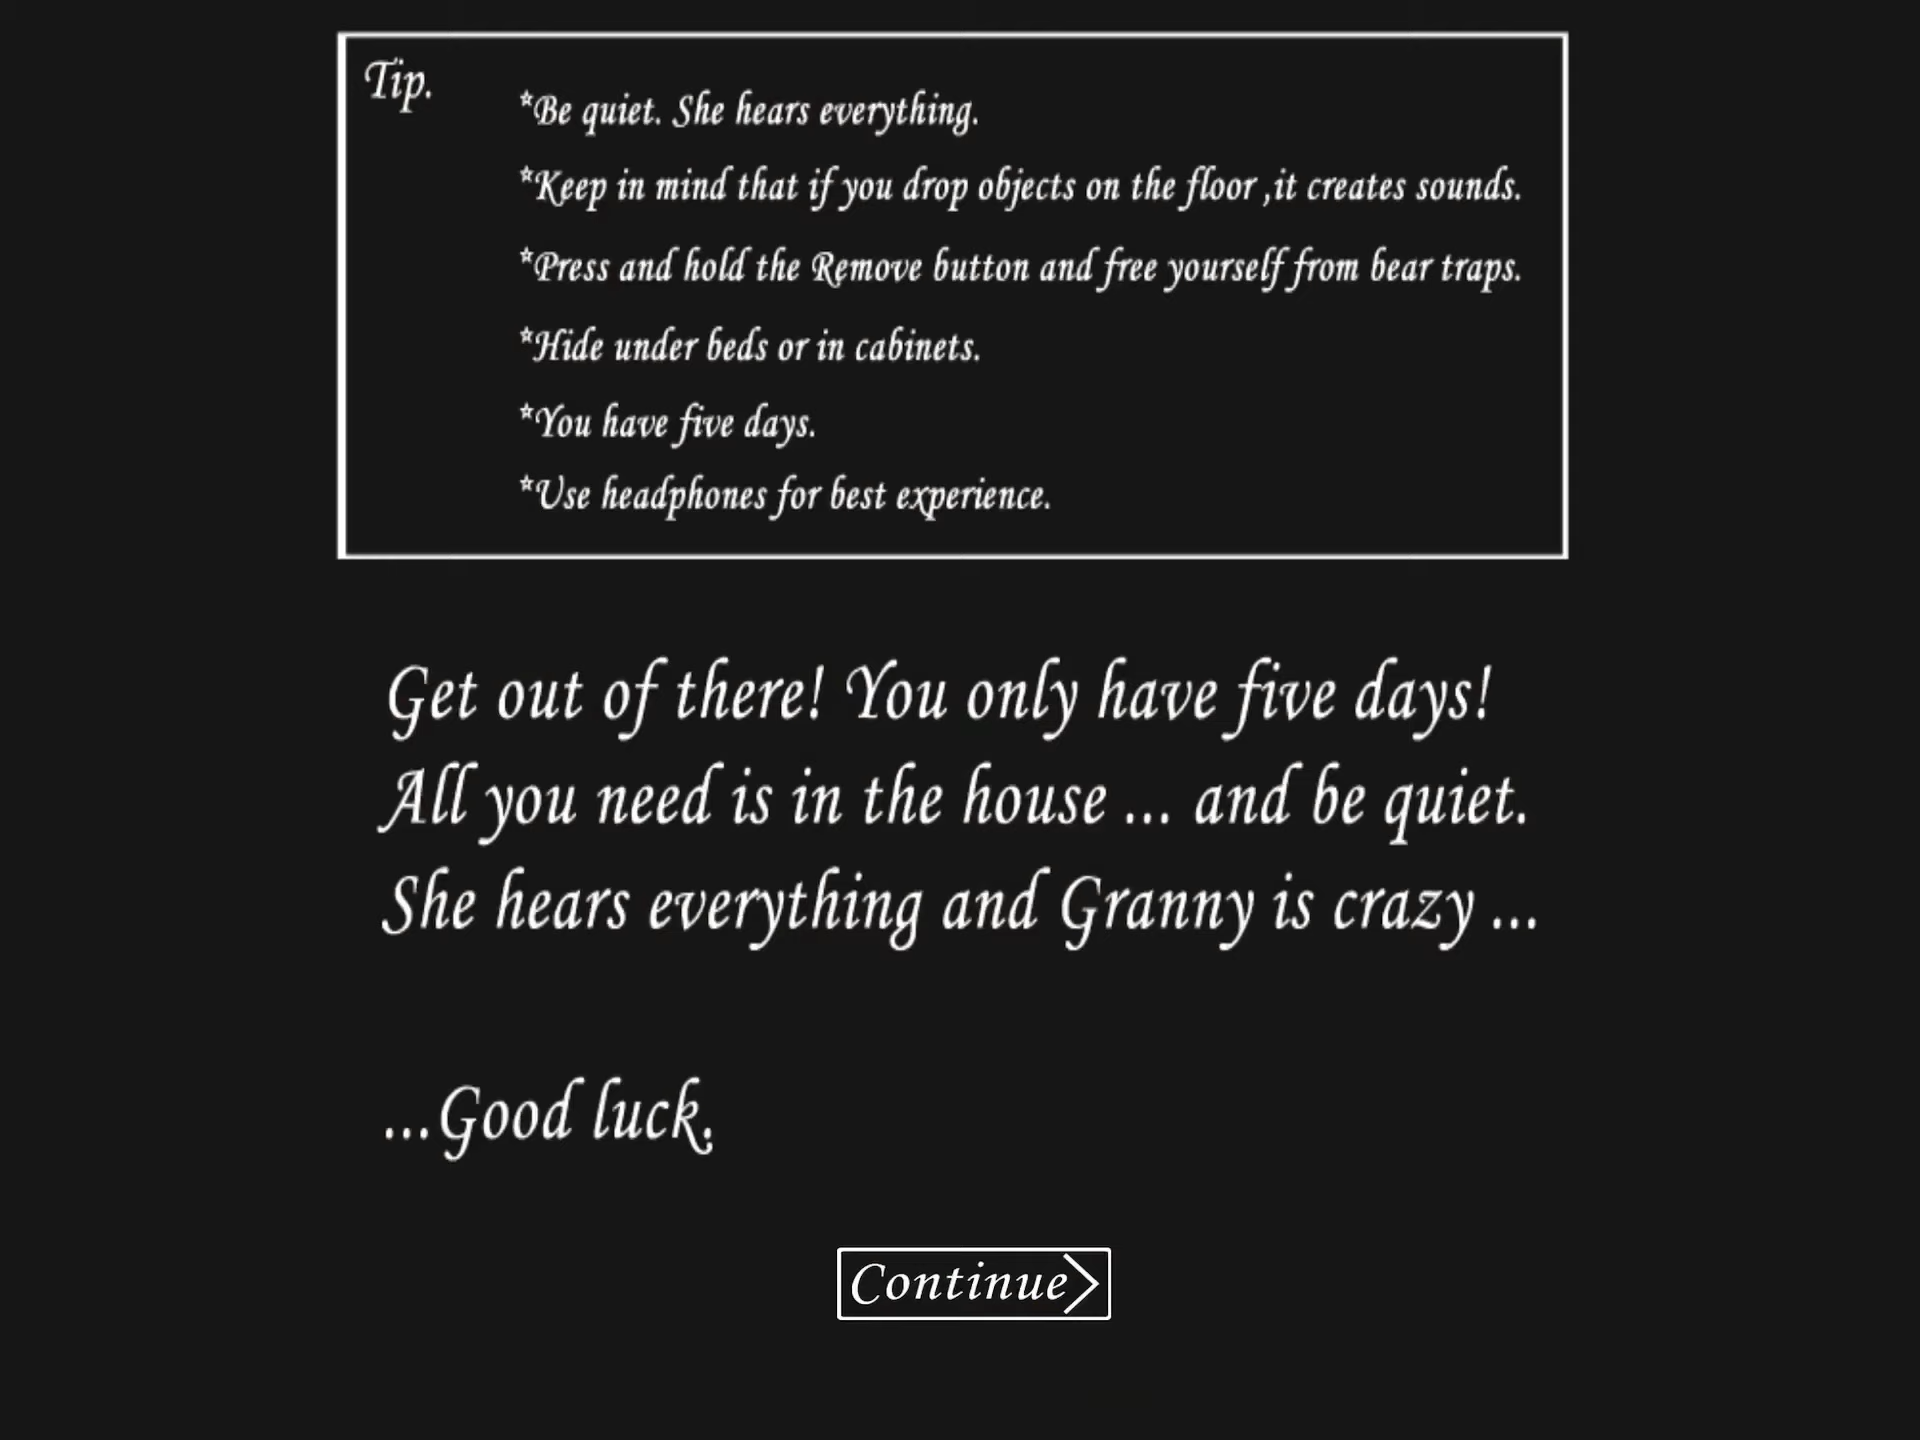 Tip.
*Be quiet. She hears everything.
*Keep in mind that if you drop objects on the floor ,it creates sounds.
*Press and hold the Remove button and free yourself from bear traps.
*Hide under beds or in cabinets.
*You have five days.
*Use headphones for best experience.
Get out of there! You only have five days!
All you need is in the house ... and be quiet.
She hears everything and Granny is crazy ...
...Good luck.
Continue>